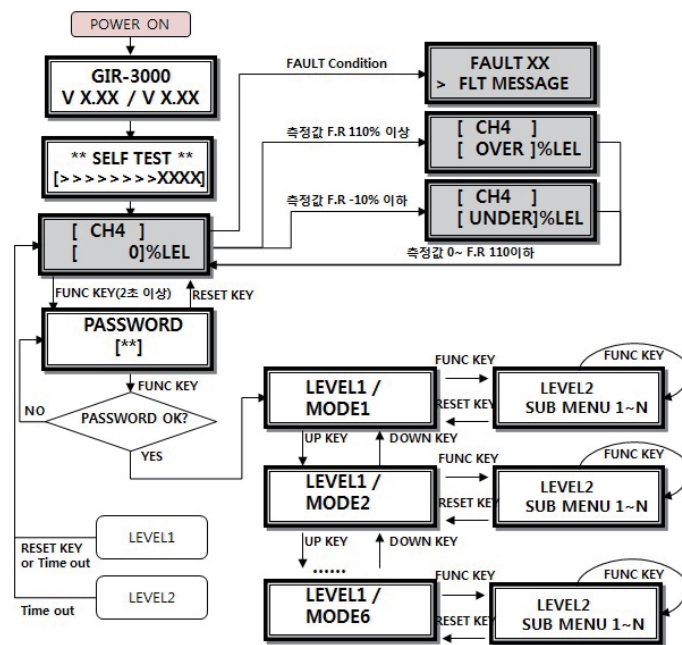 POWER ON
GIR-3000
V X.XX / V X.XX
FAULT Condition
FAULT XX
> FLT MESSAGE
** SELF TEST **
[>>>>>>>>XXXX]
측정값 F.R 110% 이상
[ CH4 ]
[ OVER ]%LEL
측정값 F.R -10% 이하
[ CH4 ]
[ UNDER]%LEL
[ CH4 ]
[ 0]%LEL
측정값 0~ F.R 110이하
FUNC KEY(2초 이상)
RESET KEY
PASSWORD
[**]
FUNC KEY
NO
PASSWORD OK?
YES
LEVEL1 /
MODE1
FUNC KEY
RESET KEY
FUNC KEY
LEVEL2
SUB MENU 1~N
UP KEY
DOWN KEY
LEVEL1 /
MODE2
FUNC KEY
RESET KEY
FUNC KEY
LEVEL2
SUB MENU 1~N
UP KEY
DOWN KEY
......
LEVEL1 /
MODE6
FUNC KEY
RESET KEY
FUNC KEY
LEVEL2
SUB MENU 1~N
LEVEL1
RESET KEY
or Time out
LEVEL2
Time out